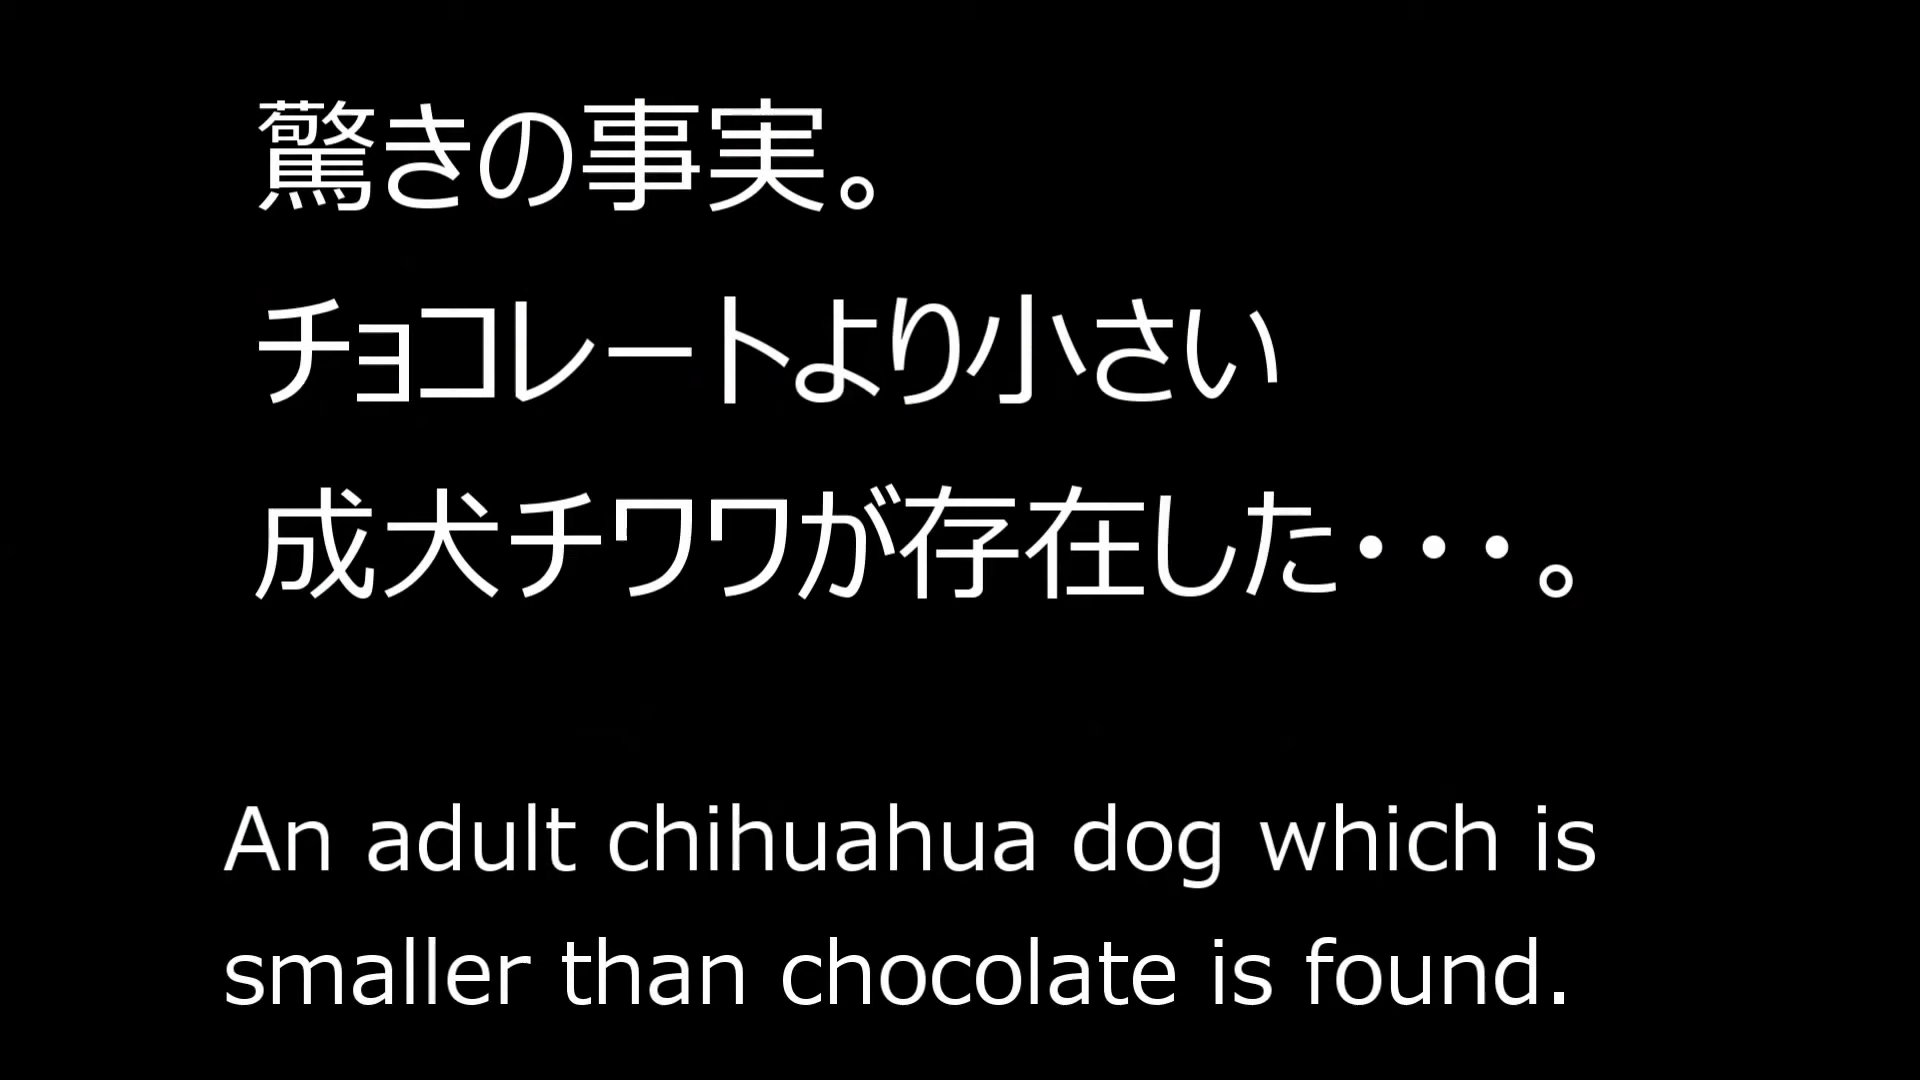 驚きの事実。
チョコレートより小さい
成犬チワワが存在した・・・。
An adult chihuahua dog which is
smaller than chocolate is found.